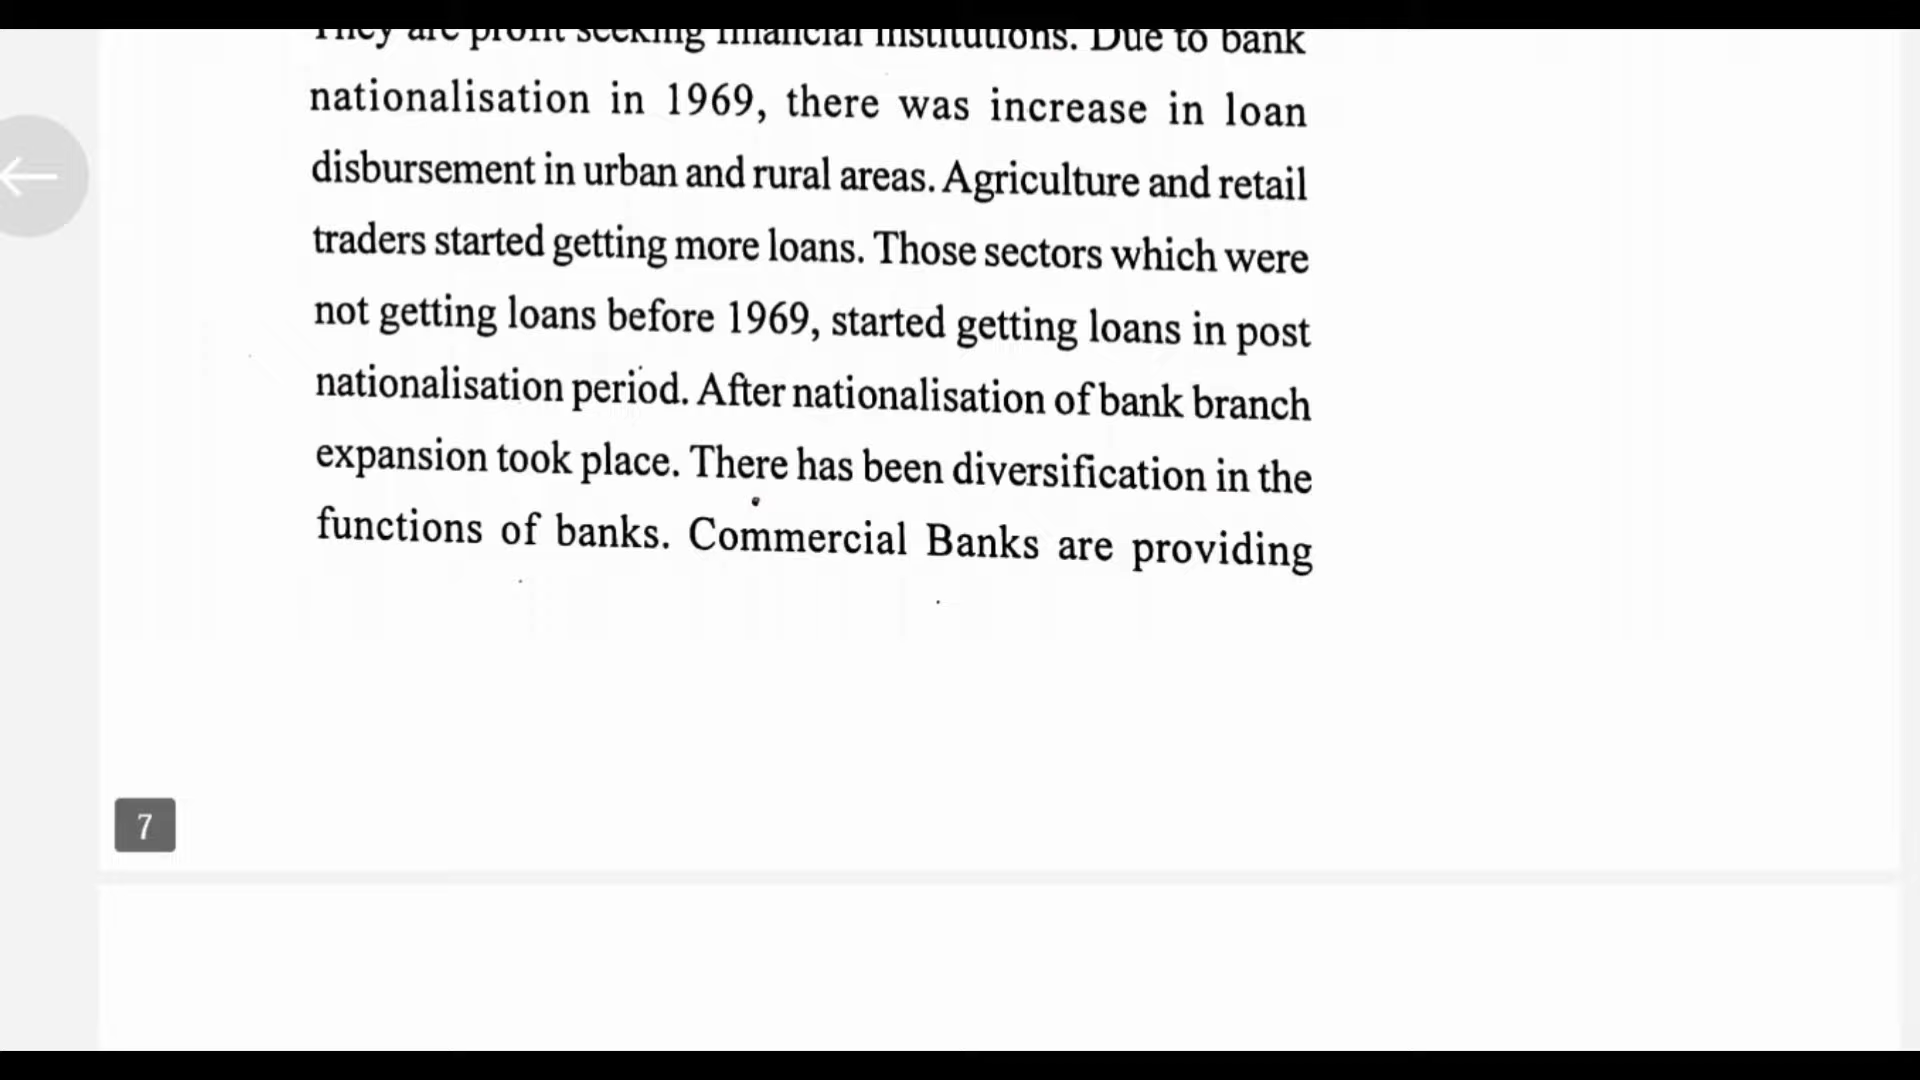 They are profit seeking financial institutions. Due to bank
nationalisation in 1969, there was increase in loan
disbursement in urban and rural areas. Agriculture and retail
traders started getting more loans. Those sectors which were
not getting loans before 1969, started getting loans in post
nationalisation period. After nationalisation of bank branch
expansion took place. There has been diversification in the
functions of banks. Commercial Banks are providing
7